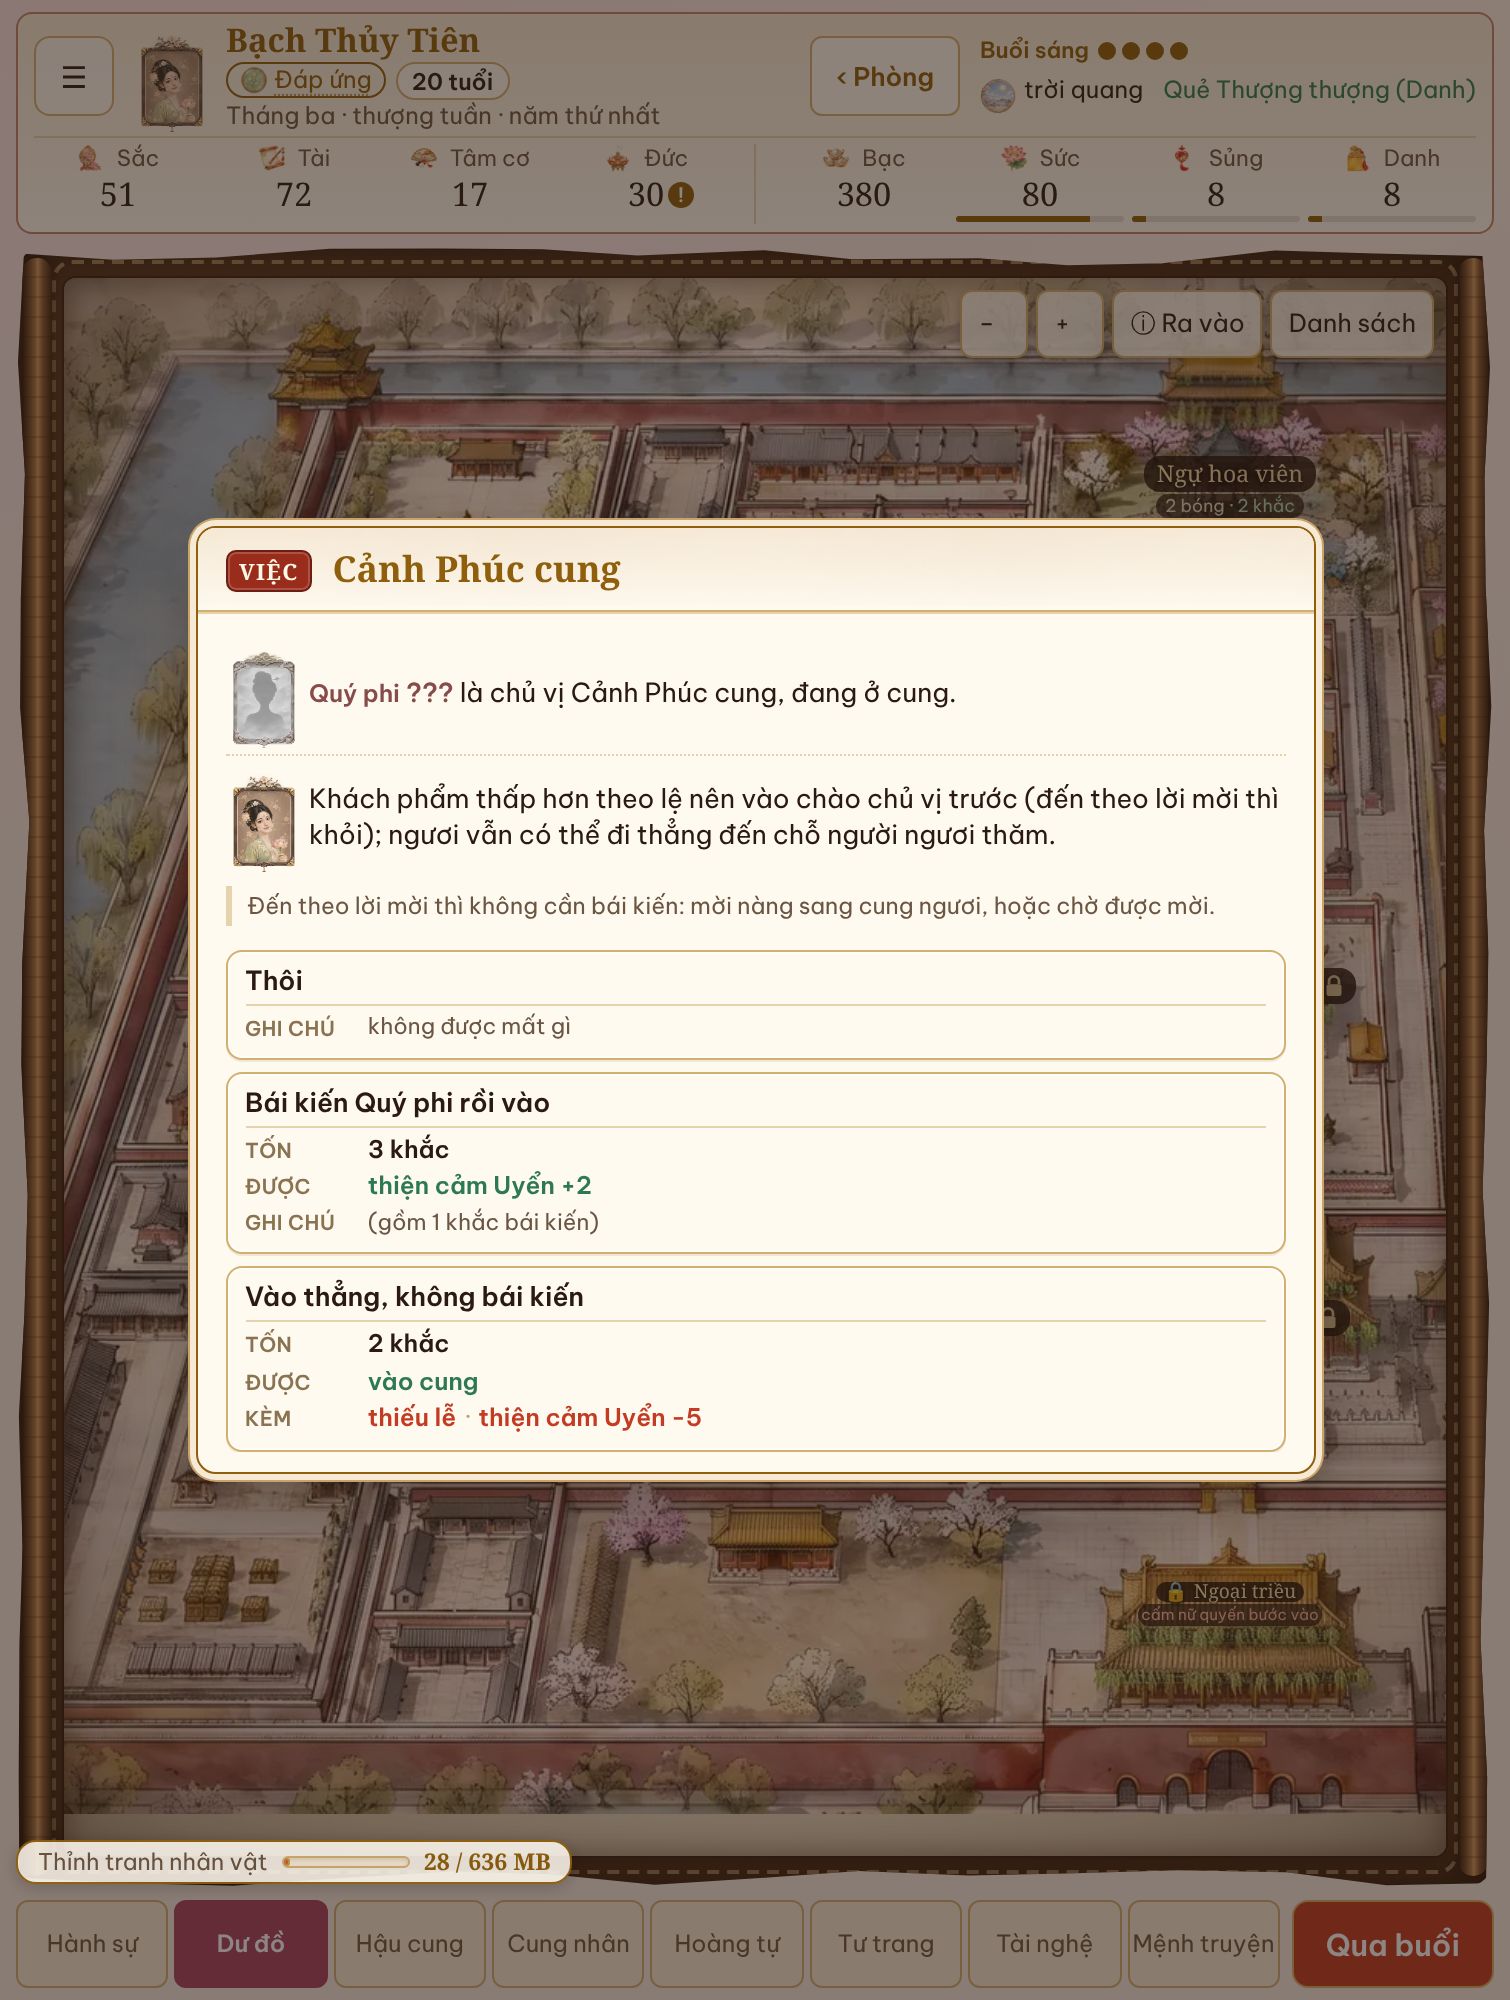 ☰
Bạch Thủy Tiên
Đáp ứng
20 tuổi
Tháng ba · thượng tuần · năm thứ nhất
‹ Phòng
Buổi sáng
trời quang
Quẻ Thượng thượng (Danh)
Sắc
51
Tài
72
Tâm cơ
17
Đức
30 !
Bạc
380
Sức
80
Sủng
8
Danh
8
−
+
ⓘ Ra vào
Danh sách
Ngự hoa viên
2 bóng · 2 khắc
VIỆC
Cảnh Phúc cung
Quý phi ??? là chủ vị Cảnh Phúc cung, đang ở cung.
Khách phẩm thấp hơn theo lệ nên vào chào chủ vị trước (đến theo lời mời thì
khỏi); ngươi vẫn có thể đi thẳng đến chỗ người ngươi thăm.
Đến theo lời mời thì không cần bái kiến: mời nàng sang cung ngươi, hoặc chờ được mời.
Thôi
GHI CHÚ không được mất gì
Bái kiến Quý phi rồi vào
TỐN 3 khắc
ĐƯỢC thiện cảm Uyển +2
GHI CHÚ (gồm 1 khắc bái kiến)
Vào thẳng, không bái kiến
TỐN 2 khắc
ĐƯỢC vào cung
KÈM thiếu lễ · thiện cảm Uyển -5
Ngoại triều
cấm nữ quyến bước vào
Thỉnh tranh nhân vật 28 / 636 MB
Hành sự
Dư đồ
Hậu cung
Cung nhân
Hoàng tự
Tư trang
Tài nghệ
Mệnh truyện
Qua buổi